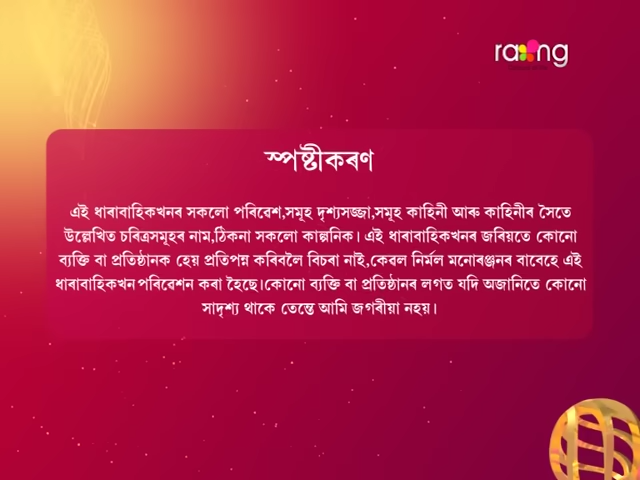 rang
স্পষ্টীকৰণ
এই ধাৰাবাহিকখনৰ সকলো পৰিৱেশ,সমূহ দৃশ্যসজ্জা,সমূহ কাহিনী আৰু কাহিনীৰ সৈতে
উল্লেখিত চৰিত্ৰসমূহৰ নাম,ঠিকনা সকলো কাল্পনিক। এই ধাৰাবাহিকখনৰ জৰিয়তে কোনো
ব্যক্তি বা প্ৰতিষ্ঠানক হেয় প্ৰতিপন্ন কৰিবলৈ বিচৰা নাই,কেৱল নিৰ্মল মনোৰঞ্জনৰ বাবেহে এই
ধাৰাবাহিকখন পৰিৱেশন কৰা হৈছে।কোনো ব্যক্তি বা প্ৰতিষ্ঠানৰ লগত যদি অজানিতে কোনো
সাদৃশ্য থাকে তেন্তে আমি জগৰীয়া নহয়।